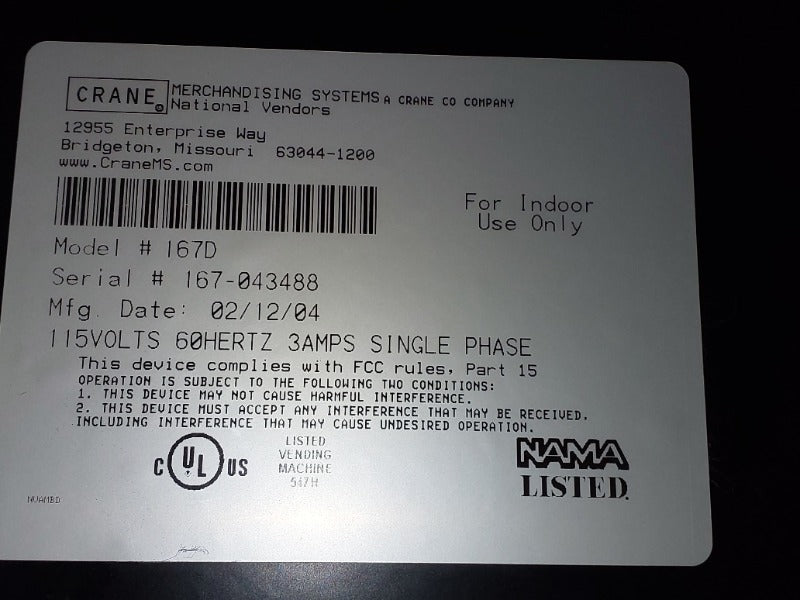 CRANE®
MERCHANDISING SYSTEMS A CRANE CO COMPANY
National Vendors
12955 Enterprise Way
Bridgeton, Missouri 63044-1200
www.CraneMS.com
For Indoor
Use Only
Model # 167D
Serial # 167-043488
Mfg. Date: 02/12/04
115VOLTS 60HERTZ 3AMPS SINGLE PHASE
This device complies with FCC rules, Part 15
OPERATION IS SUBJECT TO THE FOLLOWING TWO CONDITIONS:
1. THIS DEVICE MAY NOT CAUSE HARMFUL INTERFERENCE.
2. THIS DEVICE MUST ACCEPT ANY INTERFERENCE THAT MAY BE RECEIVED,
INCLUDING INTERFERENCE THAT MAY CAUSE UNDESIRED OPERATION.
C UL US
LISTED
VENDING
MACHINE
547H
NAMA
LISTED.